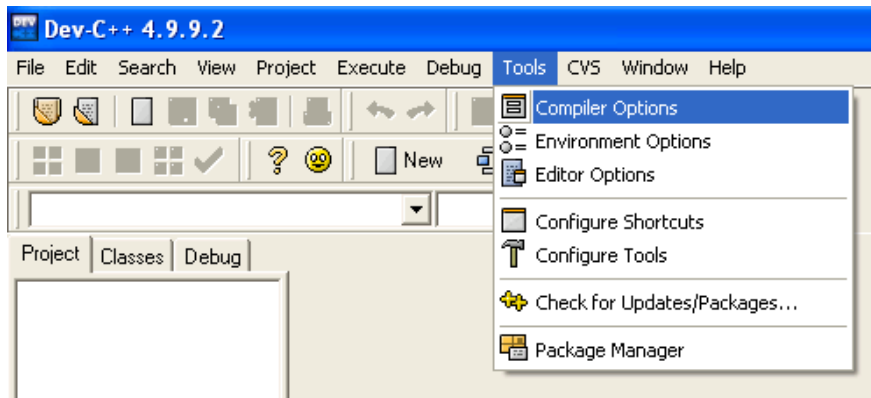 DEV Dev-C++ 4.9.9.2
File Edit Search View Project Execute Debug Tools CVS Window Help
New
Project Classes Debug
Compiler Options
Environment Options
Editor Options
Configure Shortcuts
Configure Tools
Check for Updates/Packages...
Package Manager